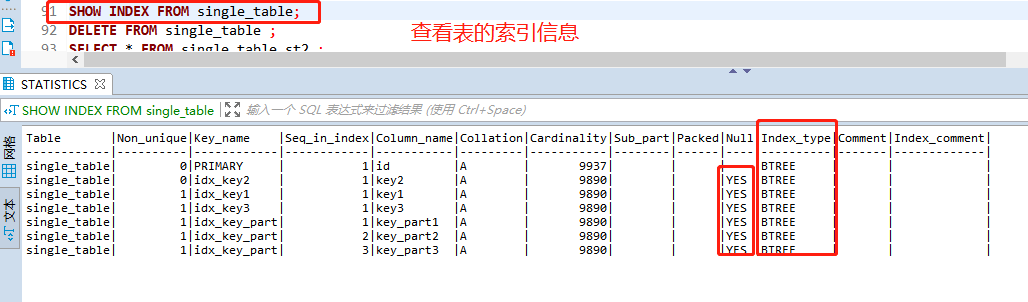 91 SHOW INDEX FROM single_table;
92 DELETE FROM single_table ;
93 SELECT * FROM single_table st2 ;
查看表的索引信息
STATISTICS
SHOW INDEX FROM single_table 输入一个 SQL 表达式来过滤结果 (使用 Ctrl+Space)
网格
文本
Table |Non_unique|Key_name |Seq_in_index|Column_name|Collation|Cardinality|Sub_part|Packed|Null|Index_type|Comment|Index_comment|
------------|----------|------------|------------|-----------|---------|-----------|--------|------|----|----------|-------|-------------|
single_table| 0|PRIMARY | 1|id |A | 9937| | | |BTREE | | |
single_table| 0|idx_key2 | 1|key2 |A | 9890| | |YES |BTREE | | |
single_table| 1|idx_key1 | 1|key1 |A | 9890| | |YES |BTREE | | |
single_table| 1|idx_key3 | 1|key3 |A | 9890| | |YES |BTREE | | |
single_table| 1|idx_key_part| 1|key_part1 |A | 9890| | |YES |BTREE | | |
single_table| 1|idx_key_part| 2|key_part2 |A | 9890| | |YES |BTREE | | |
single_table| 1|idx_key_part| 3|key_part3 |A | 9890| | |YES |BTREE | | |